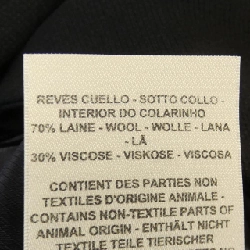 REVES CUELLO - SOTTO COLLO -
INTERIOR DO COLARINHO
70% LAINE - WOOL - WOLLE - LANA
- LÃ
30% VISCOSE - VISKOSE - VISCOSA
CONTIENT DES PARTIES NON
TEXTILES D'ORIGINE ANIMALE -
CONTAINS NON-TEXTILE PARTS OF
ANIMAL ORIGIN - ENTHÄLT NICHT
TEXTILE TEILE TIERISCHER